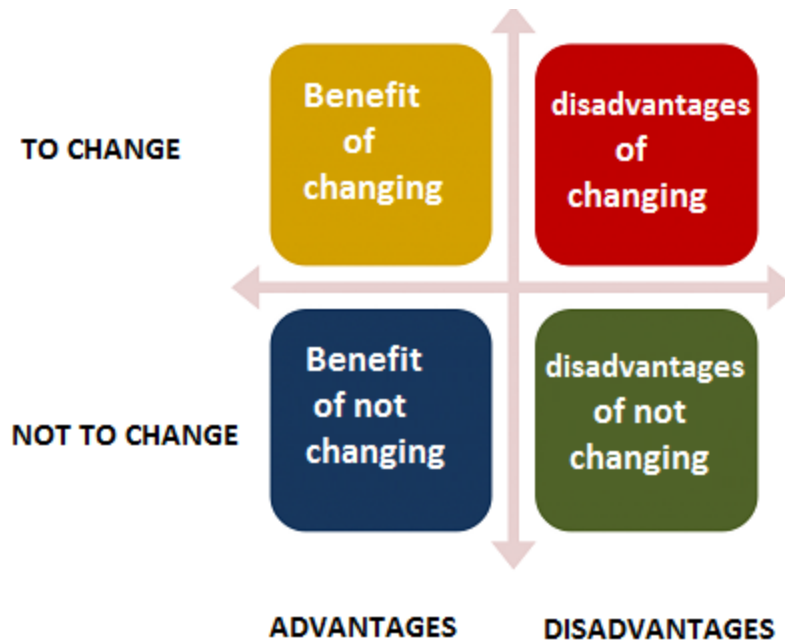 Benefit
of
changing
disadvantages
of
changing
TO CHANGE
Benefit
of not
changing
disadvantages
of not
changing
NOT TO CHANGE
ADVANTAGES
DISADVANTAGES